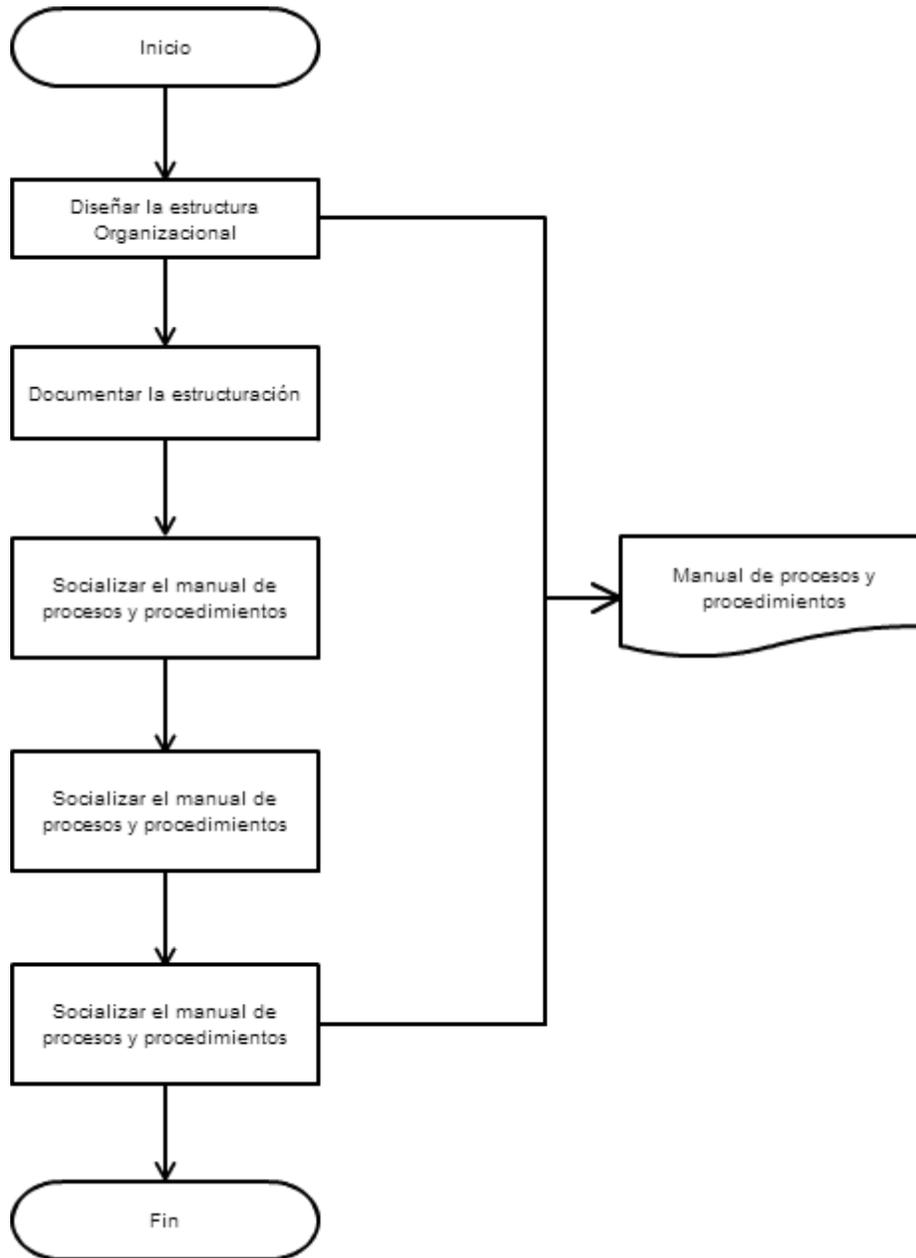 Inicio
Diseñar la estructura
Organizacional
Documentar la estructuración
Socializar el manual de
procesos y procedimientos
Manual de procesos y
procedimientos
Socializar el manual de
procesos y procedimientos
Socializar el manual de
procesos y procedimientos
Fin